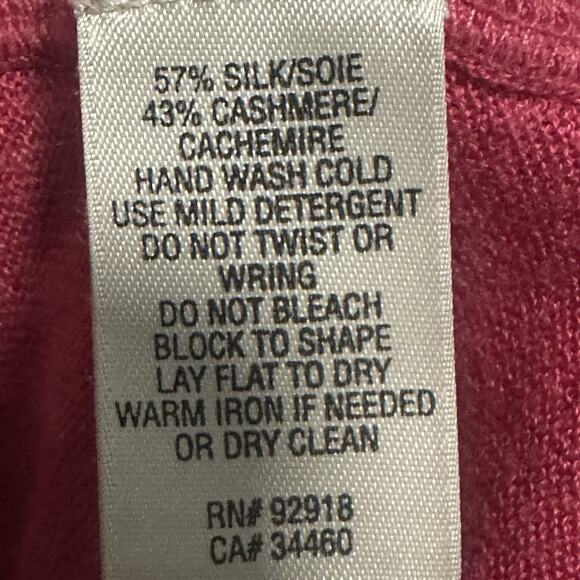 57% SILK/SOIE
43% CASHMERE/
CACHEMIRE
HAND WASH COLD
USE MILD DETERGENT
DO NOT TWIST OR
WRING
DO NOT BLEACH
BLOCK TO SHAPE
LAY FLAT TO DRY
WARM IRON IF NEEDED
OR DRY CLEAN
RN# 92918
CA# 34460